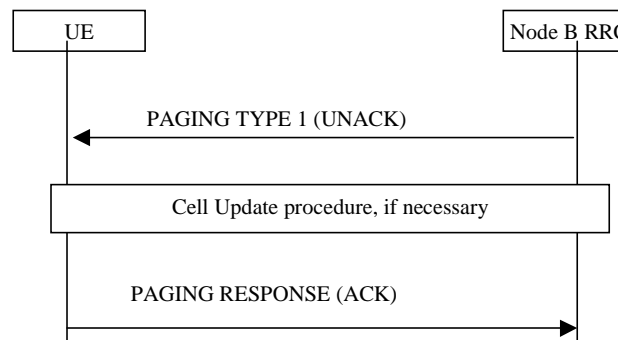 UE
Node B RRC
PAGING TYPE 1 (UNACK)
Cell Update procedure, if necessary
PAGING RESPONSE (ACK)